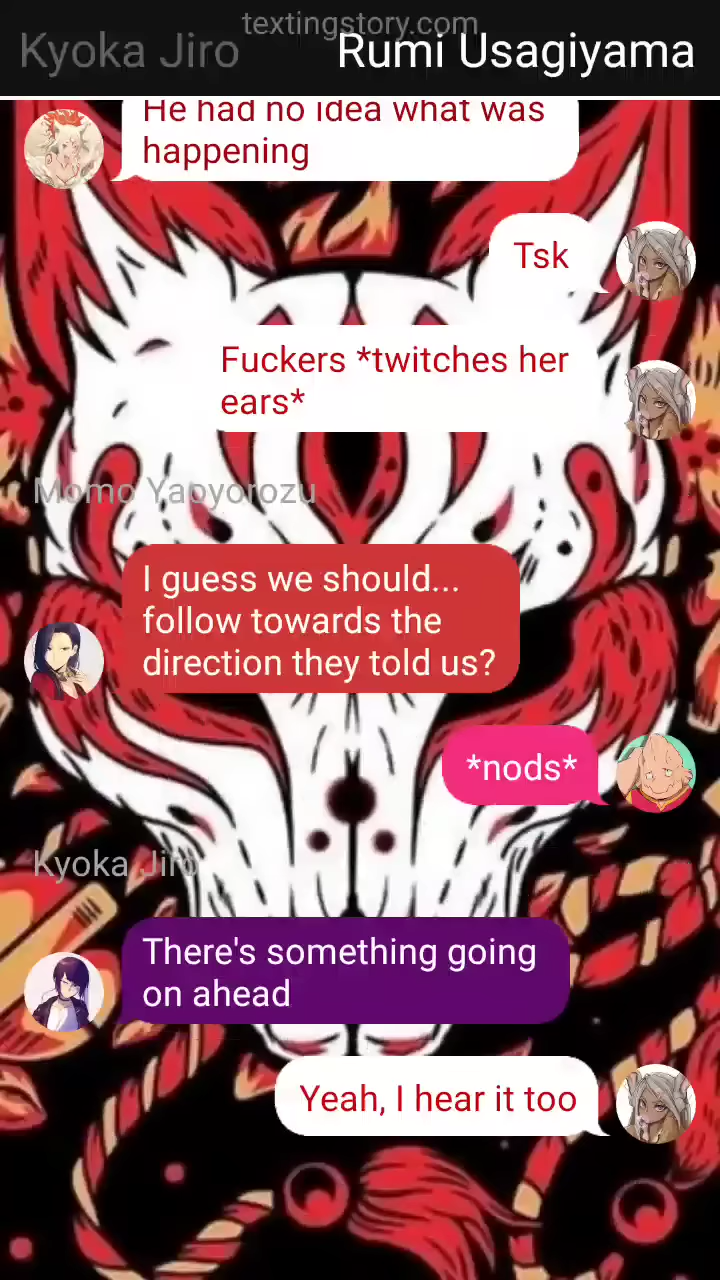 textingstory.com
Kyoka Jiro
Rumi Usagiyama
He had no idea what was
happening
Tsk
Fuckers *twitches her
ears*
Momo Yaoyorozu
I guess we should...
follow towards the
direction they told us?
*nods*
Kyoka Jiro
There's something going
on ahead
Yeah, I hear it too